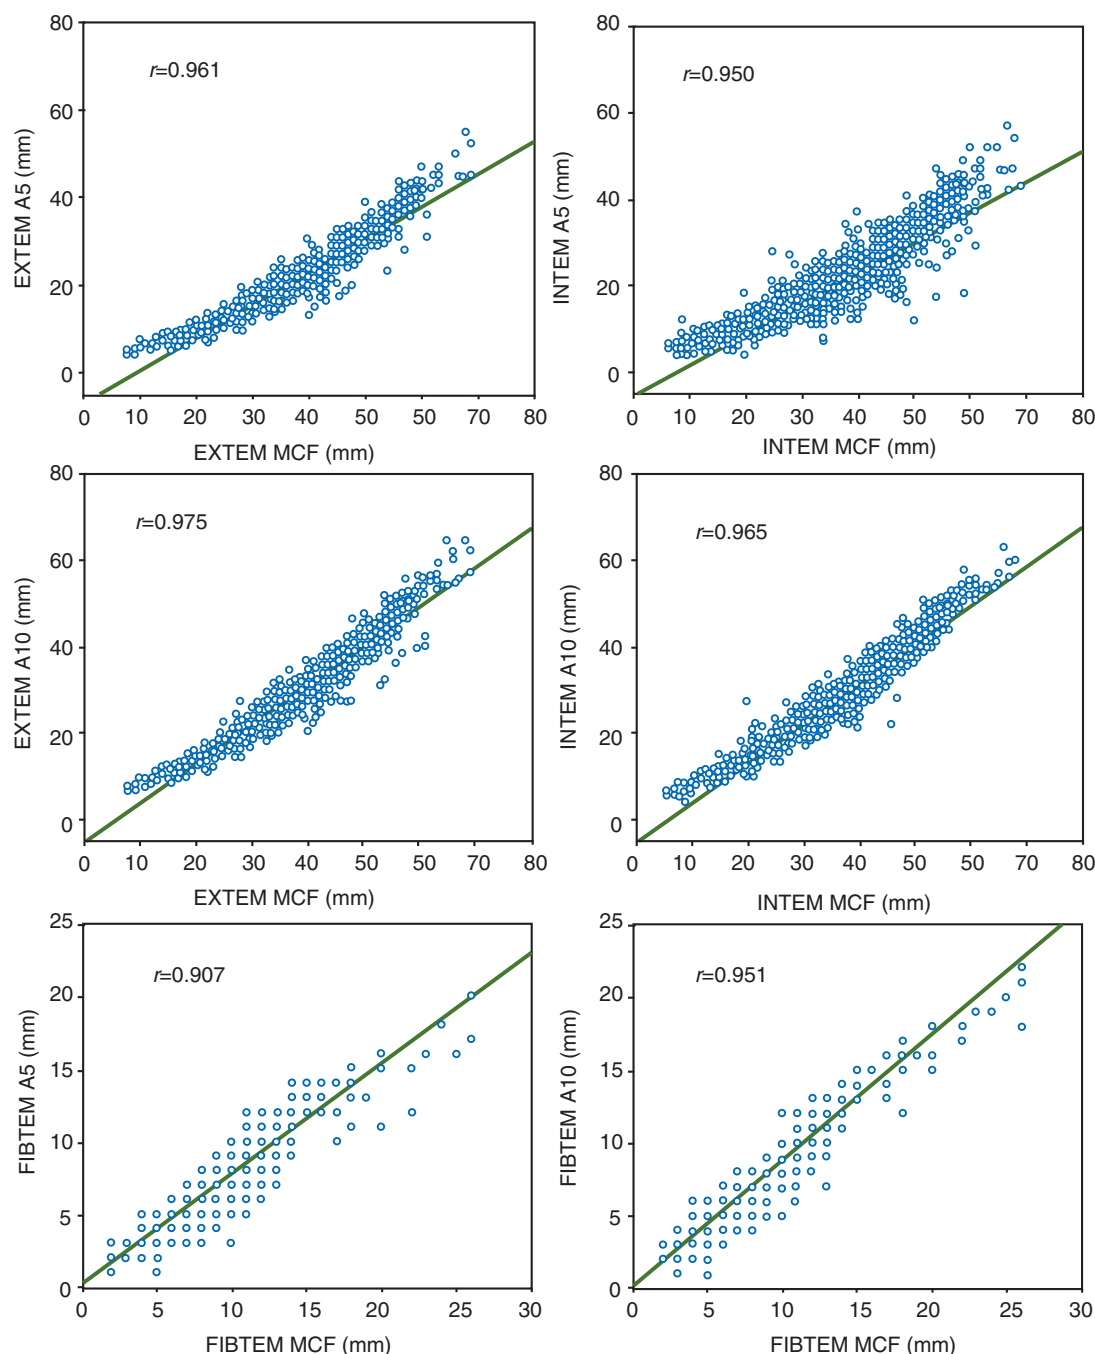 80
60
40
20
0
EXTEM A5 (mm)
r=0.961
0 10 20 30 40 50 60 70 80
EXTEM MCF (mm)
80
60
40
20
0
INTEM A5 (mm)
r=0.950
0 10 20 30 40 50 60 70 80
INTEM MCF (mm)
80
60
40
20
0
EXTEM A10 (mm)
r=0.975
0 10 20 30 40 50 60 70 80
EXTEM MCF (mm)
80
60
40
20
0
INTEM A10 (mm)
r=0.965
0 10 20 30 40 50 60 70 80
INTEM MCF (mm)
25
20
15
10
5
0
FIBTEM A5 (mm)
r=0.907
0 5 10 15 20 25 30
FIBTEM MCF (mm)
25
20
15
10
5
0
FIBTEM A10 (mm)
r=0.951
0 5 10 15 20 25 30
FIBTEM MCF (mm)